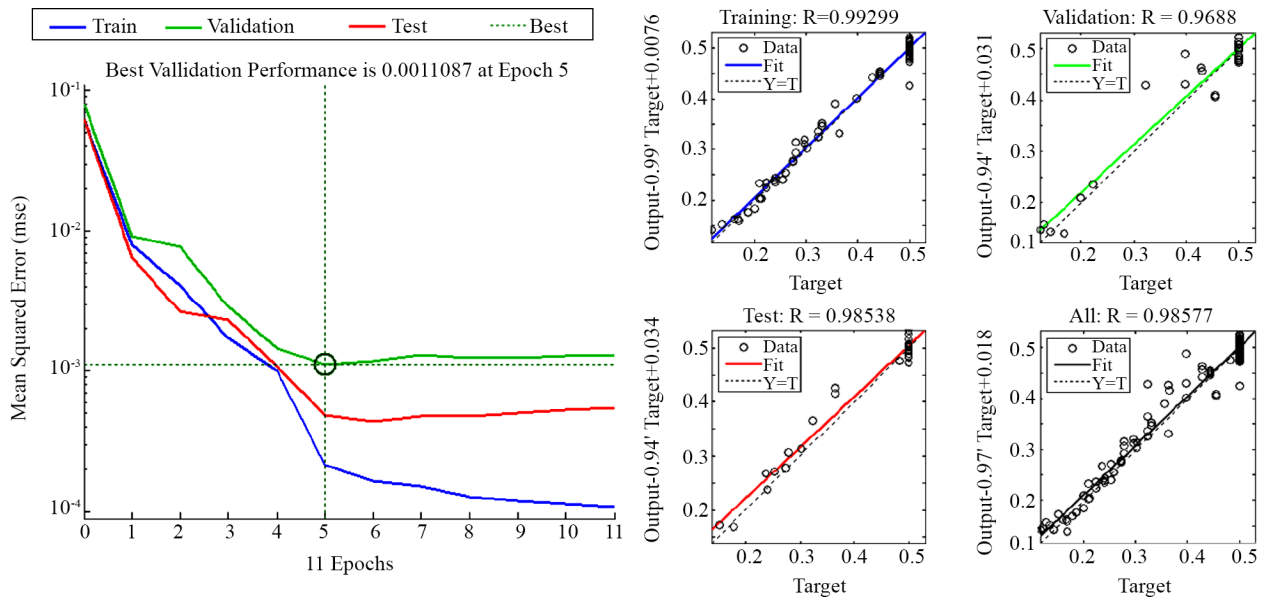 Train Validation Test Best
Best Vallidation Performance is 0.0011087 at Epoch 5
Mean Squared Error (mse)
10-1
10-2
10-3
10-4
0 1 2 3 4 5 6 7 8 9 10 11
11 Epochs
Training: R=0.99299
Output-0.99' Target+0.0076
Data
Fit
Y=T
0.5
0.4
0.3
0.2
0.2 0.3 0.4 0.5
Target
Validation: R = 0.9688
Output-0.94' Target+0.031
Data
Fit
Y=T
0.5
0.4
0.3
0.2
0.1
0.2 0.3 0.4 0.5
Target
Test: R = 0.98538
Output-0.94' Target+0.034
Data
Fit
Y=T
0.5
0.4
0.3
0.2
0.2 0.3 0.4 0.5
Target
All: R = 0.98577
Output-0.97' Target+0.018
Data
Fit
Y=T
0.5
0.4
0.3
0.2
0.1
0.2 0.3 0.4 0.5
Target